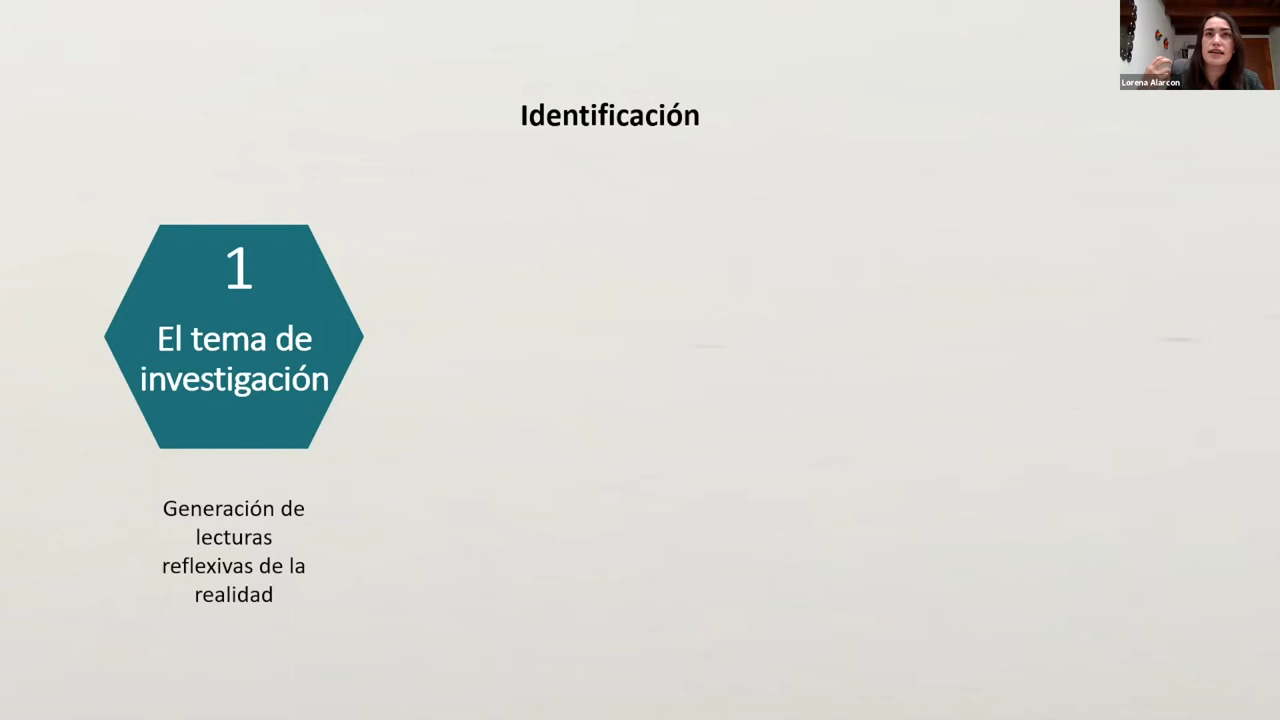 Lorena Alarcon
Identificación
1
El tema de
investigación
Generación de
lecturas
reflexivas de la
realidad